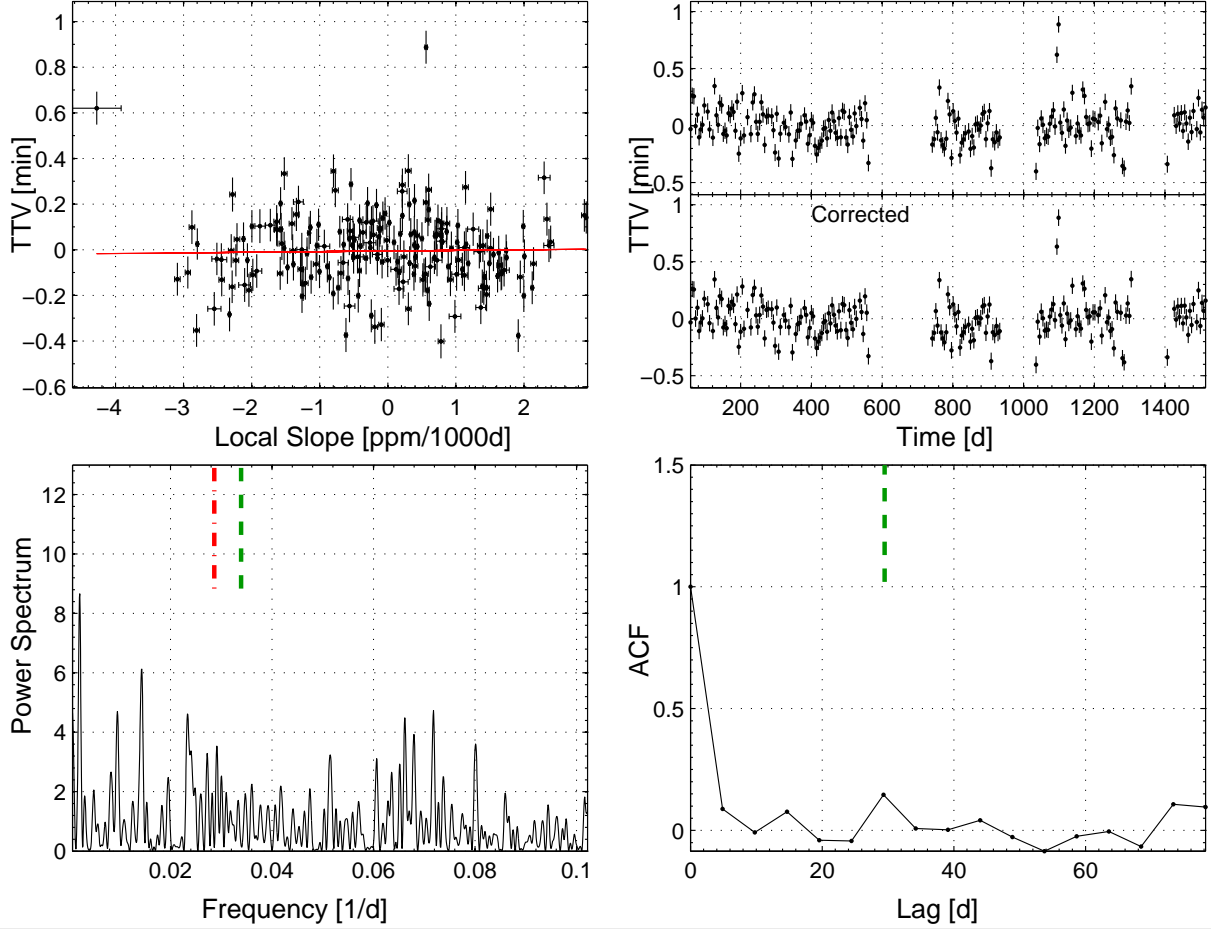 1
0.8
0.6
0.4
0.2
0
−0.2
−0.4
−0.6
TTV [min]
−4 −3 −2 −1 0 1 2
Local Slope [ppm/1000d]
1
0.5
0
−0.5
1
0.5
0
−0.5
TTV [min]
Corrected
200 400 600 800 1000 1200 1400
Time [d]
12
10
8
6
4
2
0
Power Spectrum
0.02 0.04 0.06 0.08 0.1
Frequency [1/d]
1.5
1
0.5
0
ACF
0 20 40 60
Lag [d]